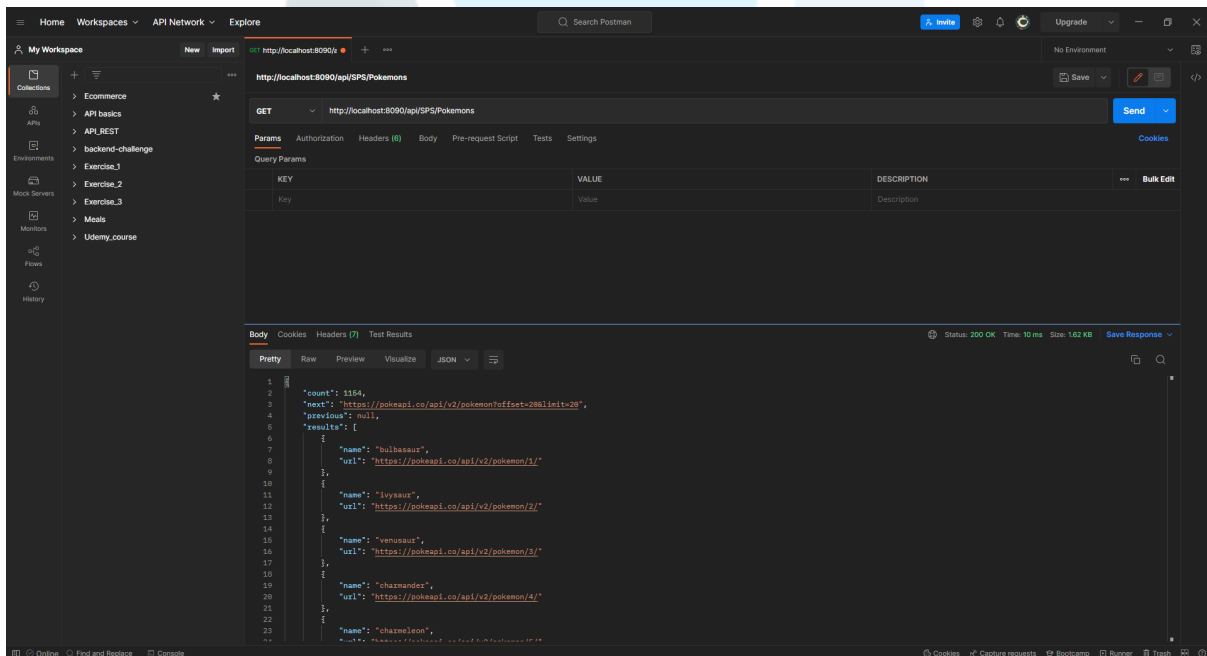 Home Workspaces API Network Explore Search Postman Invite Upgrade
My Workspace New Import GET http://localhost:8090/a No Environment
Collections
APIs
Environments
Mock Servers
Monitors
Flows
History
Ecommerce
API basics
API_REST
backend-challenge
Exercise_1
Exercise_2
Exercise_3
Meals
Udemy_course
http://localhost:8090/api/SPS/Pokemons Save
GET http://localhost:8090/api/SPS/Pokemons Send
Params Authorization Headers (6) Body Pre-request Script Tests Settings Cookies
Query Params
KEY VALUE DESCRIPTION Bulk Edit
Key Value Description
Body Cookies Headers (7) Test Results Status: 200 OK Time: 10 ms Size: 1.62 KB Save Response
Pretty Raw Preview Visualize JSON
1 {
2 "count": 1154,
3 "next": "https://pokeapi.co/api/v2/pokemon?offset=20&limit=20",
4 "previous": null,
5 "results": [
6 {
7 "name": "bulbasaur",
8 "url": "https://pokeapi.co/api/v2/pokemon/1/"
9 },
10 {
11 "name": "ivysaur",
12 "url": "https://pokeapi.co/api/v2/pokemon/2/"
13 },
14 {
15 "name": "venusaur",
16 "url": "https://pokeapi.co/api/v2/pokemon/3/"
17 },
18 {
19 "name": "charmander",
20 "url": "https://pokeapi.co/api/v2/pokemon/4/"
21 },
22 {
23 "name": "charmeleon",
Online Find and Replace Console Cookies Capture requests Bootcamp Runner Trash